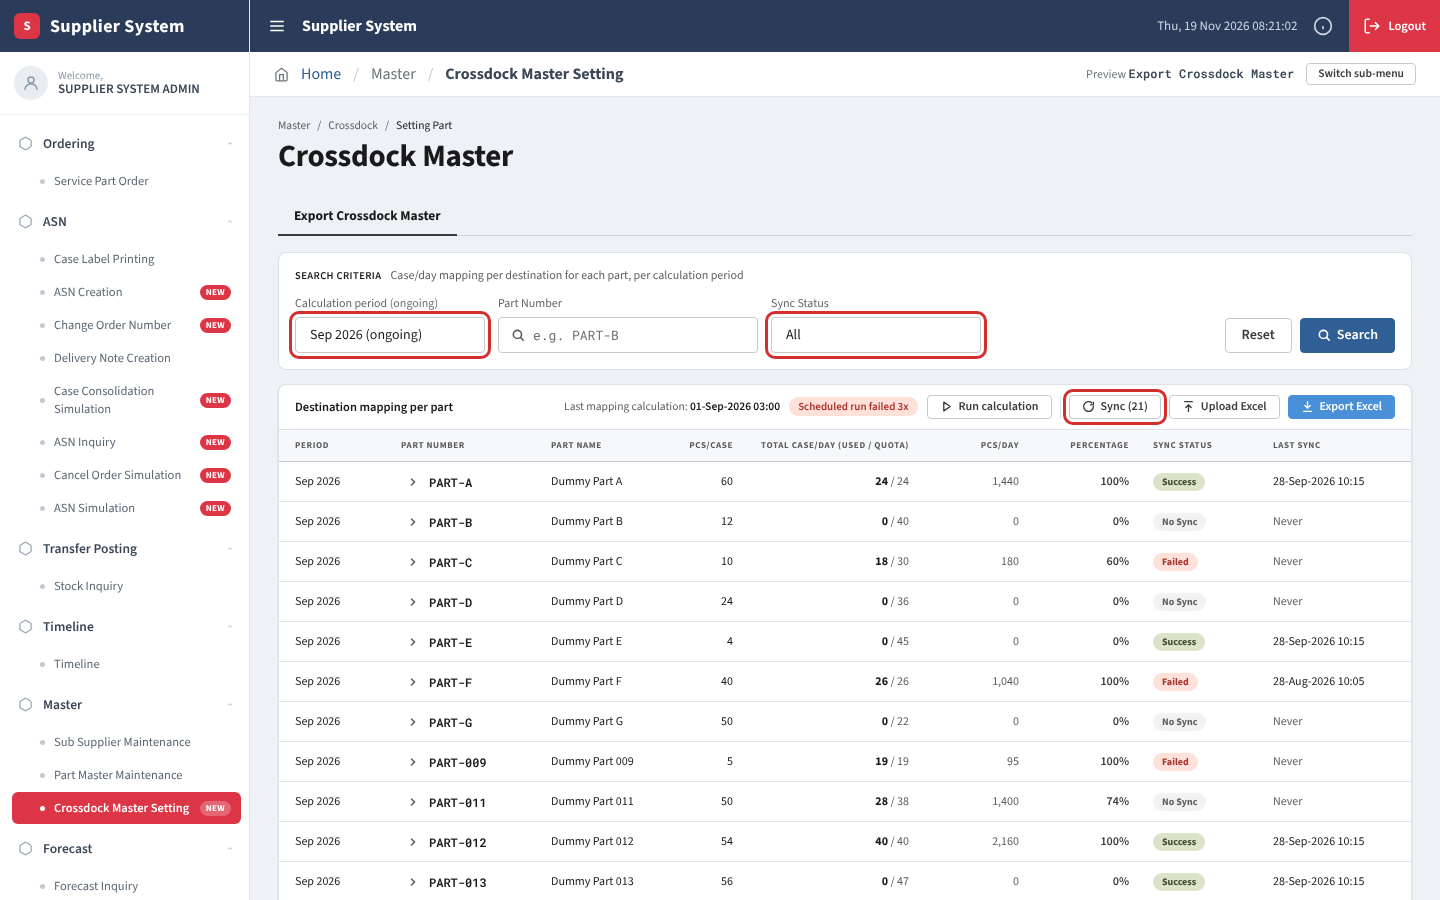 S Supplier System
Supplier System
Thu, 19 Nov 2026 08:21:02
Logout
Welcome,
SUPPLIER SYSTEM ADMIN
Home / Master / Crossdock Master Setting
Preview Export Crossdock Master
Switch sub-menu
Ordering
Service Part Order
ASN
Case Label Printing
ASN Creation NEW
Change Order Number NEW
Delivery Note Creation
Case Consolidation
Simulation NEW
ASN Inquiry NEW
Cancel Order Simulation NEW
ASN Simulation NEW
Transfer Posting
Stock Inquiry
Timeline
Timeline
Master
Sub Supplier Maintenance
Part Master Maintenance
Crossdock Master Setting NEW
Forecast
Forecast Inquiry
Master / Crossdock / Setting Part
Crossdock Master
Export Crossdock Master
SEARCH CRITERIA Case/day mapping per destination for each part, per calculation period
Calculation period (ongoing) Part Number Sync Status
Sep 2026 (ongoing) e.g. PART-B All Reset Search
Destination mapping per part Last mapping calculation: 01-Sep-2026 03:00 Scheduled run failed 3x Run calculation Sync (21) Upload Excel Export Excel
PERIOD PART NUMBER PART NAME PCS/CASE TOTAL CASE/DAY (USED / QUOTA) PCS/DAY PERCENTAGE SYNC STATUS LAST SYNC
Sep 2026 PART-A Dummy Part A 60 24 / 24 1,440 100% Success 28-Sep-2026 10:15
Sep 2026 PART-B Dummy Part B 12 0 / 40 0 0% No Sync Never
Sep 2026 PART-C Dummy Part C 10 18 / 30 180 60% Failed Never
Sep 2026 PART-D Dummy Part D 24 0 / 36 0 0% No Sync Never
Sep 2026 PART-E Dummy Part E 4 0 / 45 0 0% Success 28-Sep-2026 10:15
Sep 2026 PART-F Dummy Part F 40 26 / 26 1,040 100% Failed 28-Aug-2026 10:05
Sep 2026 PART-G Dummy Part G 50 0 / 22 0 0% No Sync Never
Sep 2026 PART-009 Dummy Part 009 5 19 / 19 95 100% Failed Never
Sep 2026 PART-011 Dummy Part 011 50 28 / 38 1,400 74% No Sync Never
Sep 2026 PART-012 Dummy Part 012 54 40 / 40 2,160 100% Success 28-Sep-2026 10:15
Sep 2026 PART-013 Dummy Part 013 56 0 / 47 0 0% Success 28-Sep-2026 10:15